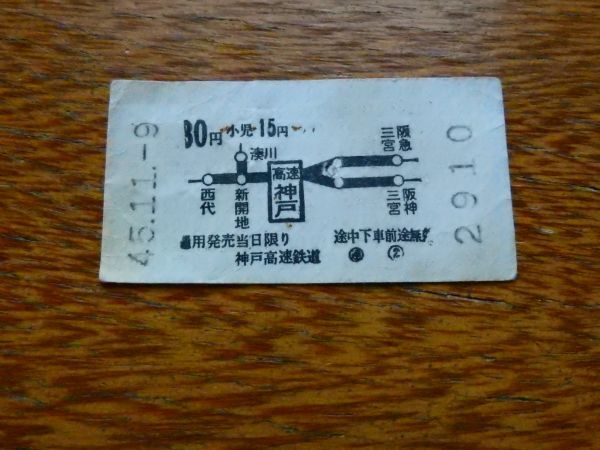 45.11.-9
30円 小児・15円
湊川
西代
新開地
高速神戸
三宮 阪急
三宮 阪神
用発売当日限り
途中下車前途無効
神戸高速鉄道
②
2910